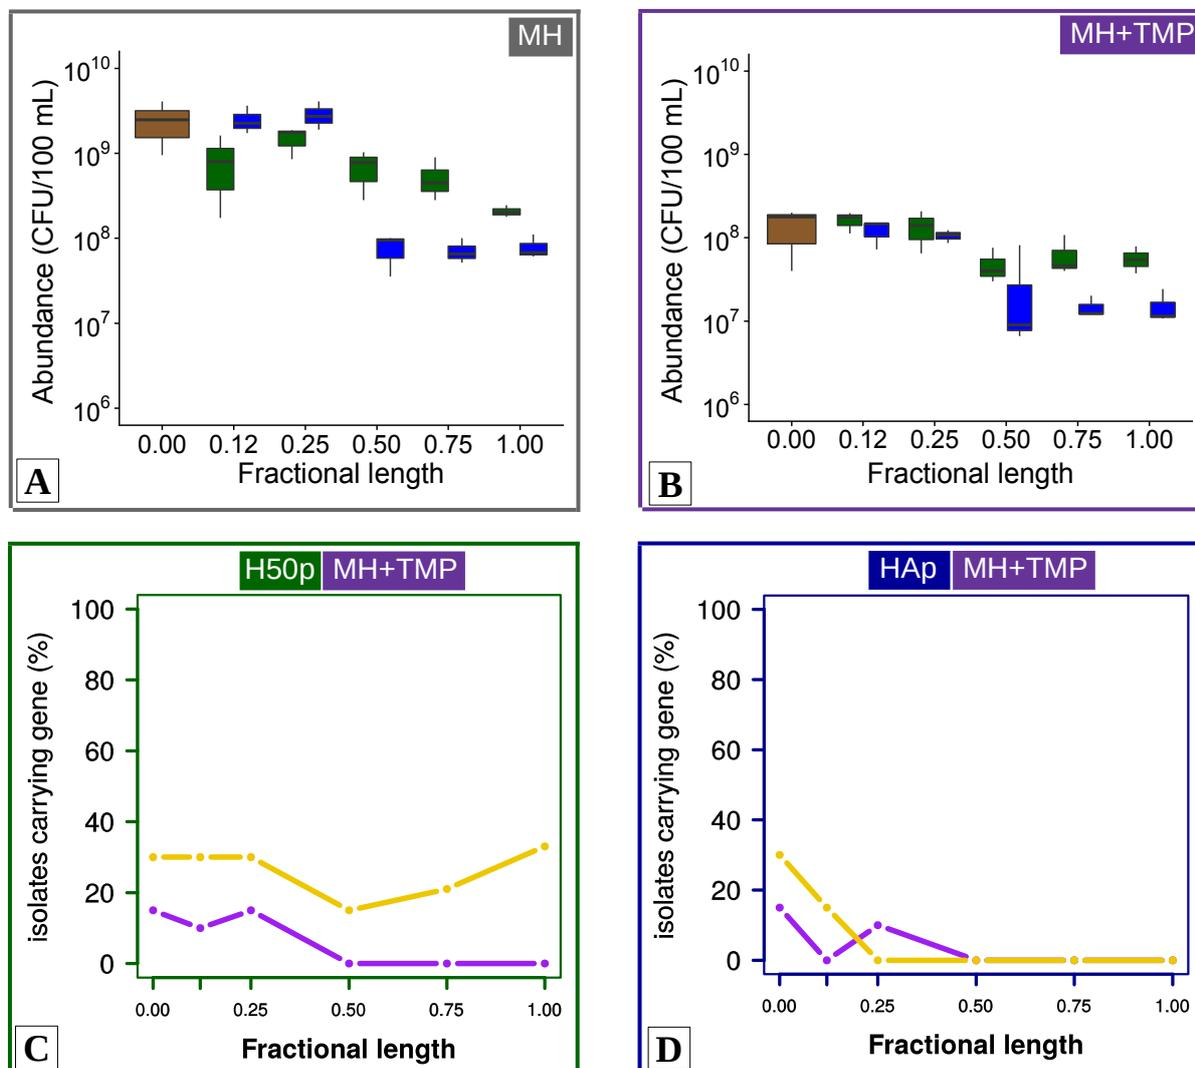 MH
Abundance (CFU/100 mL)
10^10
10^9
10^8
10^7
10^6
0.00 0.12 0.25 0.50 0.75 1.00
Fractional length
A
MH+TMP
Abundance (CFU/100 mL)
10^10
10^9
10^8
10^7
10^6
0.00 0.12 0.25 0.50 0.75 1.00
Fractional length
B
H50p MH+TMP
isolates carrying gene (%)
100
80
60
40
20
0
0.00 0.25 0.50 0.75 1.00
Fractional length
C
HAp MH+TMP
isolates carrying gene (%)
100
80
60
40
20
0
0.00 0.25 0.50 0.75 1.00
Fractional length
D